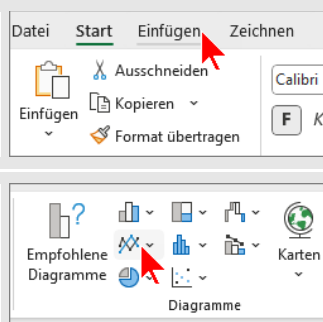 Datei Start Einfügen Zeichnen
Ausschneiden
Calibri
Einfügen
Kopieren
F K
Format übertragen
?
Empfohlene
Diagramme
Karten
Diagramme